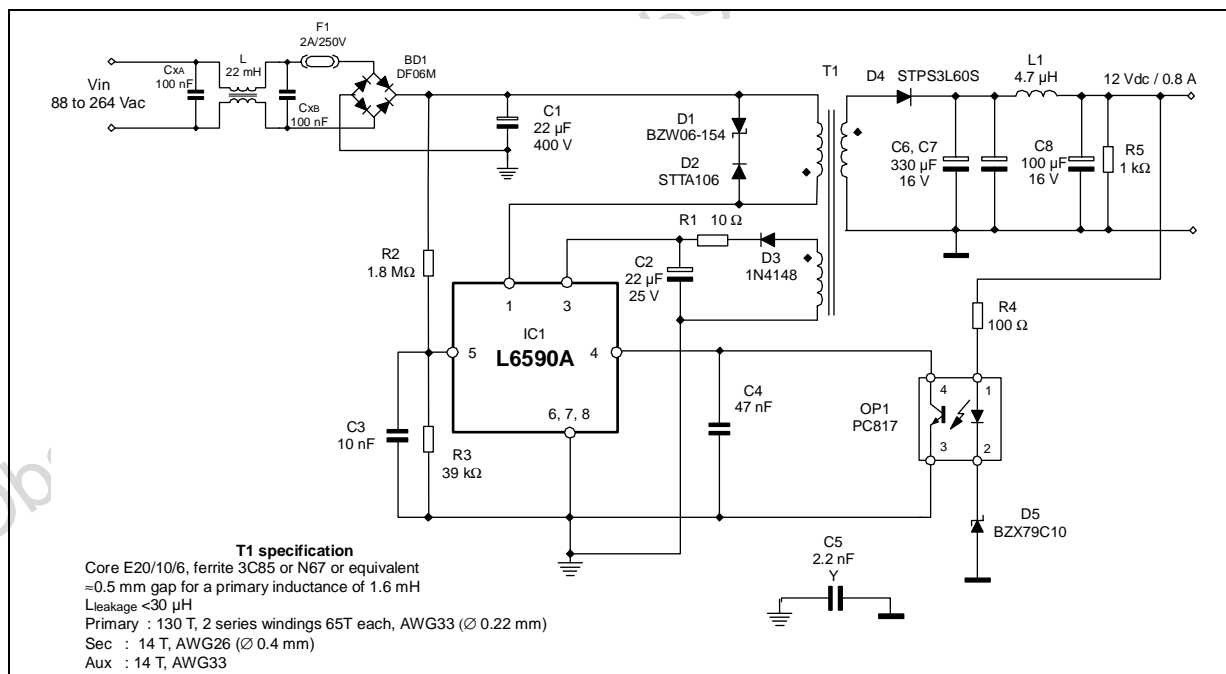 F1
2A/250V
BD1
DF06M
L
22 mH
CxA
100 nF
CxB
100 nF
Vin
88 to 264 Vac
C1
22 µF
400 V
D1
BZW06-154
D2
STTA106
T1
D4
STPS3L60S
L1
4.7 µH
12 Vdc / 0.8 A
C6, C7
330 µF
16 V
C8
100 µF
16 V
R5
1 kΩ
R1
10 Ω
D3
1N4148
C2
22 µF
25 V
R2
1.8 MΩ
1
3
IC1
L6590A
5
4
6, 7, 8
C3
10 nF
R3
39 kΩ
C4
47 nF
R4
100 Ω
OP1
PC817
4
1
3
2
D5
BZX79C10
C5
2.2 nF
Y
T1 specification
Core E20/10/6, ferrite 3C85 or N67 or equivalent
≈0.5 mm gap for a primary inductance of 1.6 mH
Lleakage <30 µH
Primary : 130 T, 2 series windings 65T each, AWG33 (Ø 0.22 mm)
Sec : 14 T, AWG26 (Ø 0.4 mm)
Aux : 14 T, AWG33